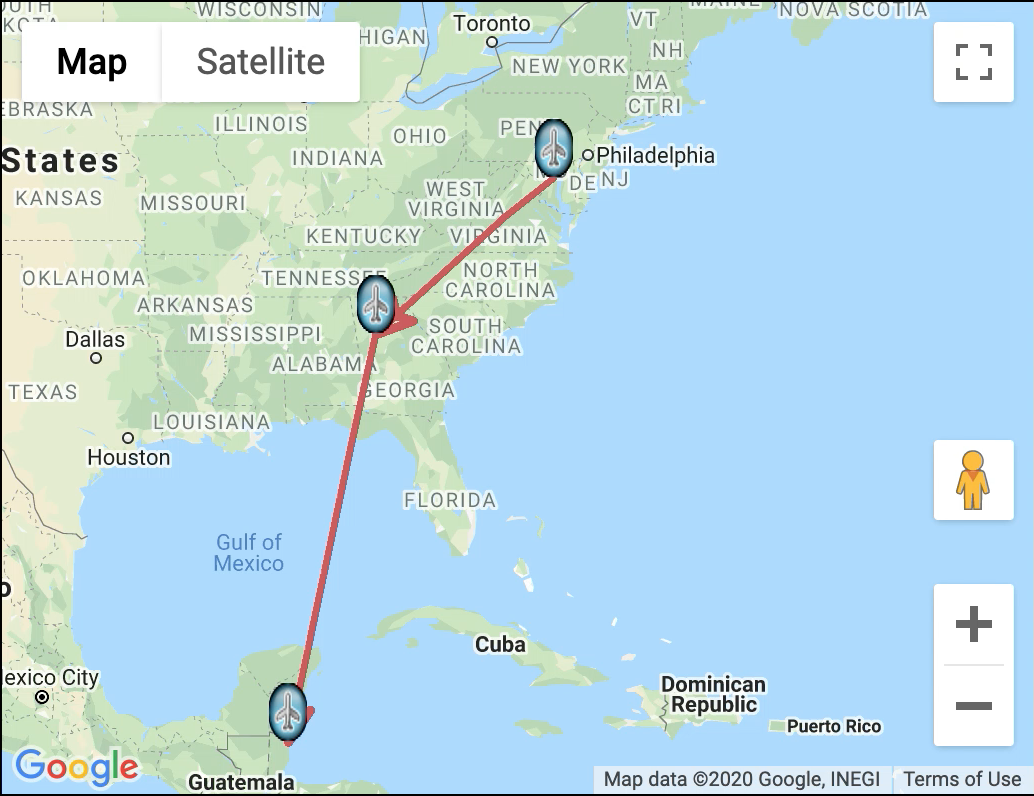 WISCONSIN
Toronto
VT
NOVA SCOTIA
Map
Satellite
HIGAN
NEW YORK
NH
MA
CT RI
EBRASKA
ILLINOIS
OHIO
PEN
INDIANA
Philadelphia
States
DE NJ
KANSAS
MISSOURI
WEST
VIRGINIA
KENTUCKY
VIRGINIA
OKLAHOMA
TENNESSEE
NORTH
CAROLINA
ARKANSAS
MISSISSIPPI
SOUTH
CAROLINA
Dallas
ALABAMA
TEXAS
GEORGIA
LOUISIANA
Houston
FLORIDA
Gulf of
Mexico
Cuba
exico City
Dominican
Republic
Puerto Rico
Google
Guatemala
Map data ©2020 Google, INEGI
Terms of Use